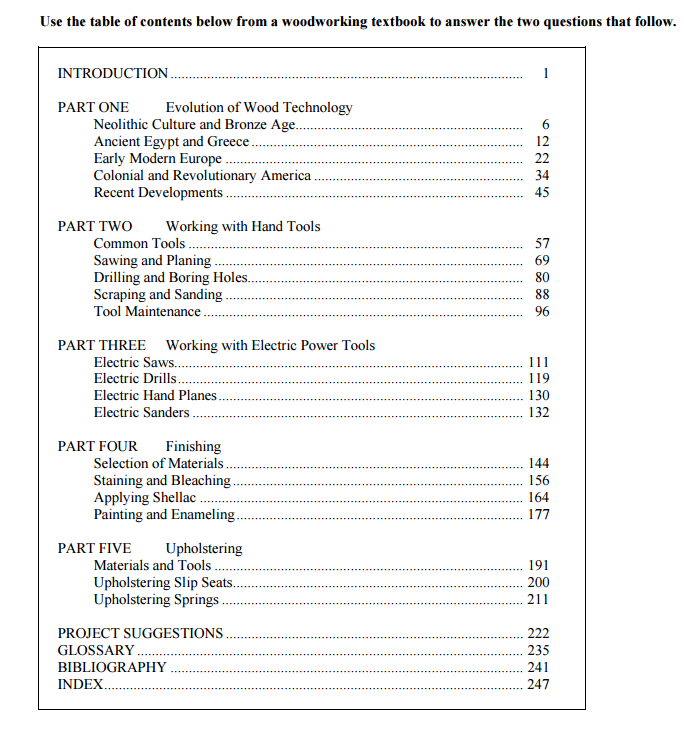 Use the table of contents below from a woodworking textbook to answer the two questions that follow.
INTRODUCTION ........ 1
PART ONE Evolution of Wood Technology
Neolithic Culture and Bronze Age........ 6
Ancient Egypt and Greece ........ 12
Early Modern Europe ........ 22
Colonial and Revolutionary America ........ 34
Recent Developments ........ 45
PART TWO Working with Hand Tools
Common Tools ........ 57
Sawing and Planing ........ 69
Drilling and Boring Holes........ 80
Scraping and Sanding ........ 88
Tool Maintenance ........ 96
PART THREE Working with Electric Power Tools
Electric Saws........ 111
Electric Drills ........ 119
Electric Hand Planes ........ 130
Electric Sanders ........ 132
PART FOUR Finishing
Selection of Materials ........ 144
Staining and Bleaching ........ 156
Applying Shellac ........ 164
Painting and Enameling ........ 177
PART FIVE Upholstering
Materials and Tools ........ 191
Upholstering Slip Seats........ 200
Upholstering Springs ........ 211
PROJECT SUGGESTIONS ........ 222
GLOSSARY ........ 235
BIBLIOGRAPHY ........ 241
INDEX........ 247